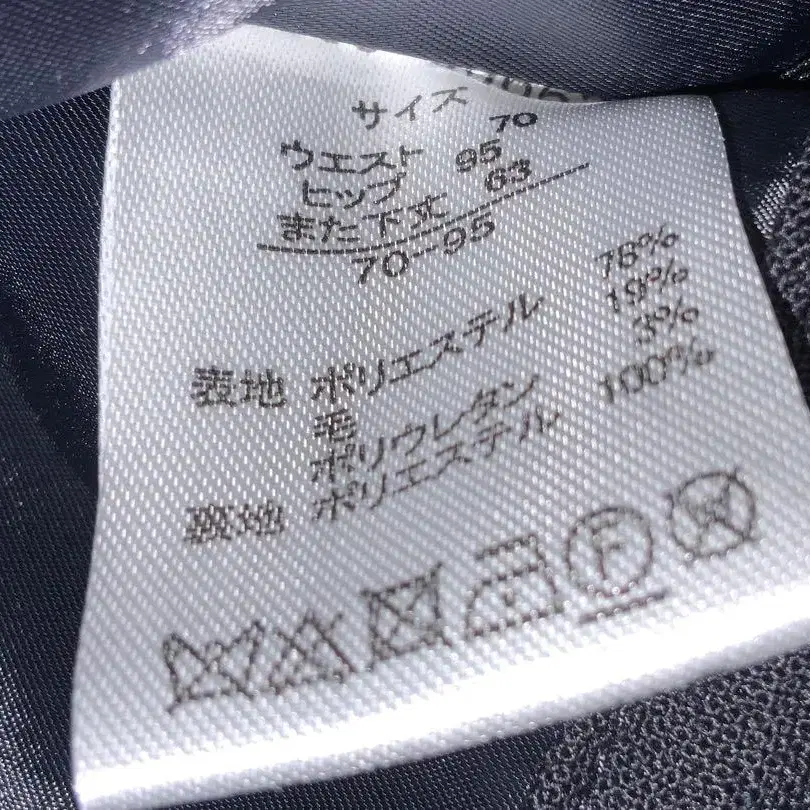 サイズ
ウエスト 70
ヒップ 95
また下丈 63
70-95
表地 ポリエステル 78%
毛 19%
ポリウレタン 3%
裏地 ポリエステル 100%
F